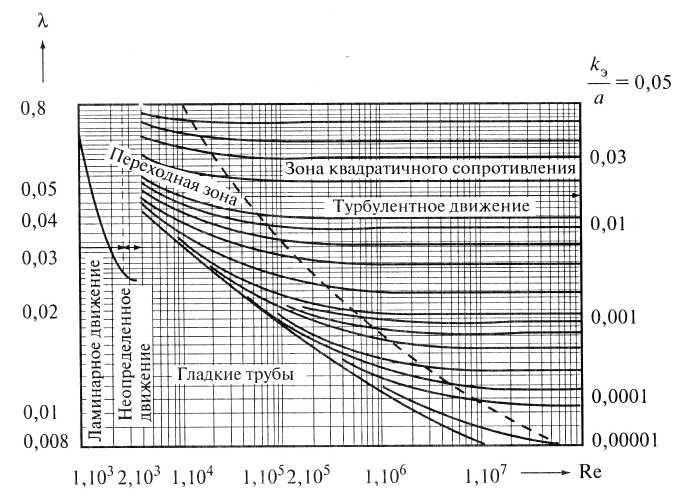 λ
kэ/a = 0,05
0,8
0,05
0,04
0,03
0,02
0,01
0,008
Переходная зона
Зона квадратичного сопротивления
Турбулентное движение
Ламинарное движение
Неопределенное
движение
Гладкие трубы
0,03
0,01
0,001
0,0001
0,00001
1,10³ 2,10³ 1,10⁴ 1,10⁵ 2,10⁵ 1,10⁶ 1,10⁷ → Re